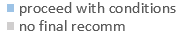 proceed with conditions
no final recomm